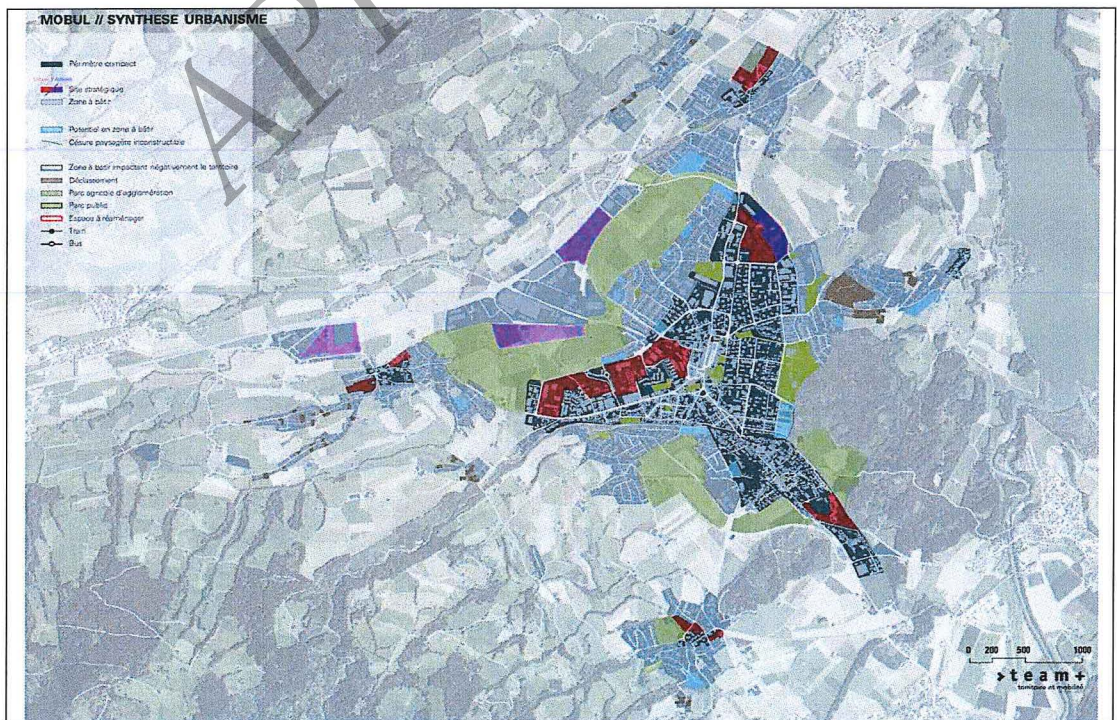 MOBUL // SYNTHESE URBANISME
Périmètre compact
Site stratégique
Zone à bâtir
Potentiel en zone à bâtir
Césure paysagère inconstructible
Zone à bâtir impactant négativement le territoire
Déclassement
Parc agricole d'agglomération
Parc public
Espace à réaménager
Train
Bus
0 200 500 1000
>team+
territoire et mobilité